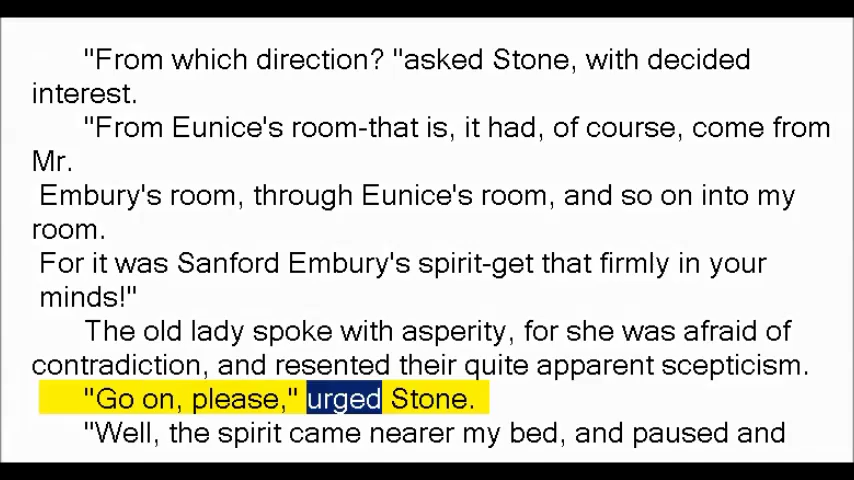 "From which direction? "asked Stone, with decided
interest.
"From Eunice's room-that is, it had, of course, come from
Mr.
Embury's room, through Eunice's room, and so on into my
room.
For it was Sanford Embury's spirit-get that firmly in your
minds!"
The old lady spoke with asperity, for she was afraid of
contradiction, and resented their quite apparent scepticism.
"Go on, please," urged Stone.
"Well, the spirit came nearer my bed, and paused and